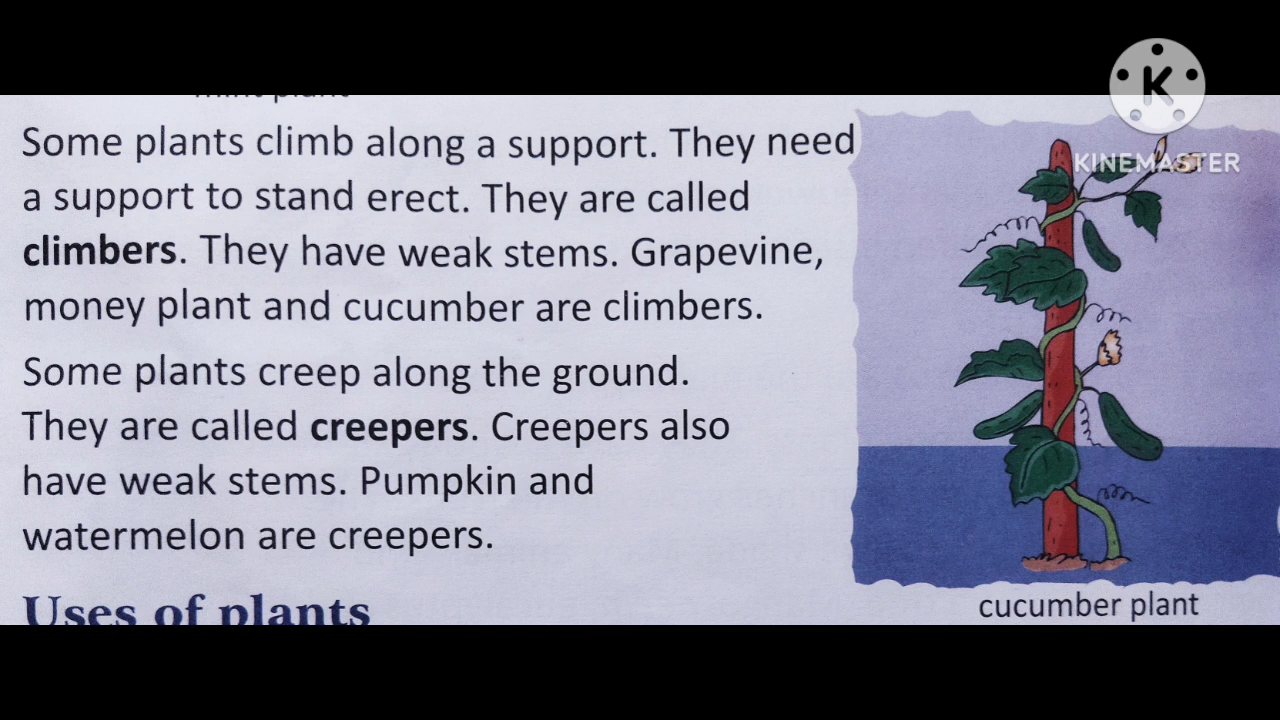 mint plant
KINEMASTER
Some plants climb along a support. They need
a support to stand erect. They are called
climbers. They have weak stems. Grapevine,
money plant and cucumber are climbers.
Some plants creep along the ground.
They are called creepers. Creepers also
have weak stems. Pumpkin and
watermelon are creepers.
Uses of plants
cucumber plant